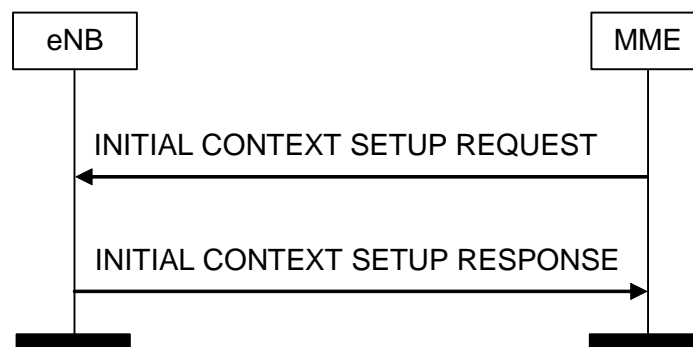 eNB
MME
INITIAL CONTEXT SETUP REQUEST
INITIAL CONTEXT SETUP RESPONSE